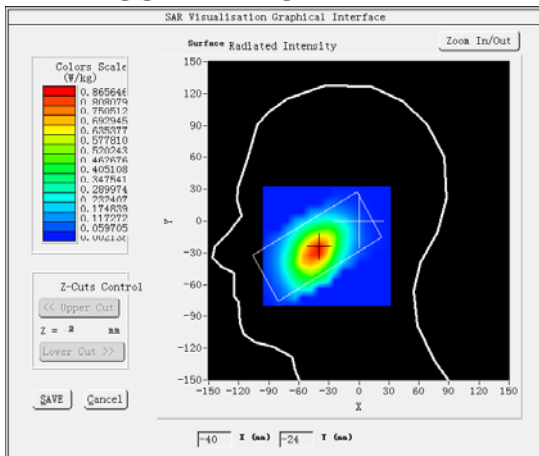 SAR Visualisation Graphical Interface
Surface Radiated Intensity
Zoom In/Out
Colors Scale
(W/kg)
0.865646
0.808079
0.750512
0.692945
0.635377
0.577810
0.520243
0.462676
0.405108
0.347541
0.289974
0.232407
0.174839
0.117272
0.059705
0.002138
150
120
90
60
30
0
-30
-60
-90
-120
-150
Y
-150 -120 -90 -60 -30 0 30 60 90 120 150
X
Z-Cuts Control
<< Upper Cut
Z = 2 mm
Lower Cut >>
SAVE Cancel
-40 X (mm) -24 Y (mm)